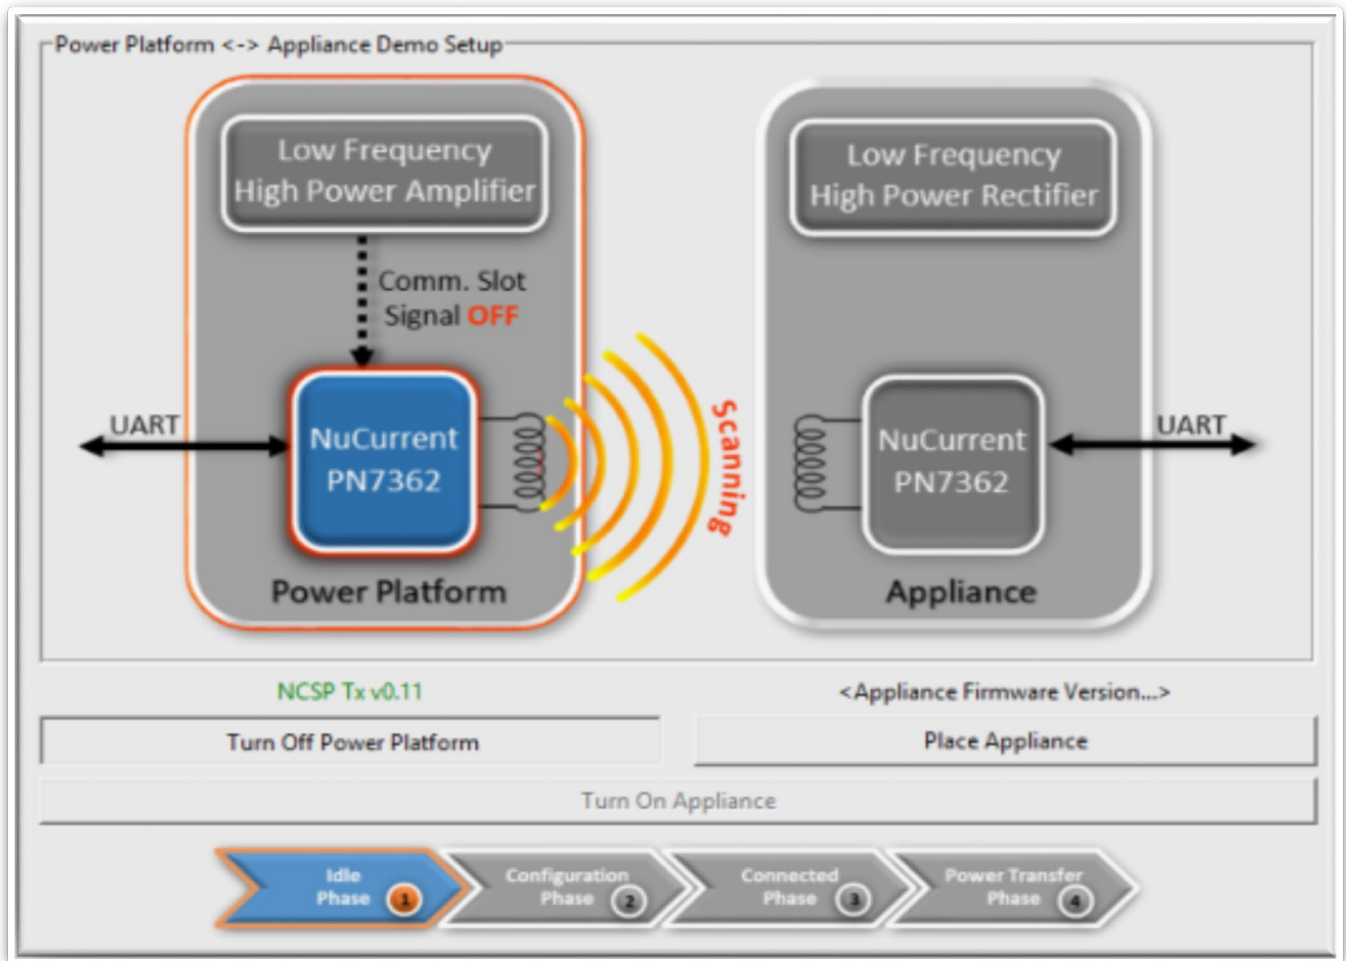 Power Platform <-> Appliance Demo Setup
Low Frequency
High Power Amplifier
Comm. Slot
Signal OFF
UART
NuCurrent
PN7362
Power Platform
Scanning
Low Frequency
High Power Rectifier
NuCurrent
PN7362
UART
Appliance
NCSP Tx v0.11
<Appliance Firmware Version...>
Turn Off Power Platform
Place Appliance
Turn On Appliance
Idle
Phase 1
Configuration
Phase 2
Connected
Phase 3
Power Transfer
Phase 4